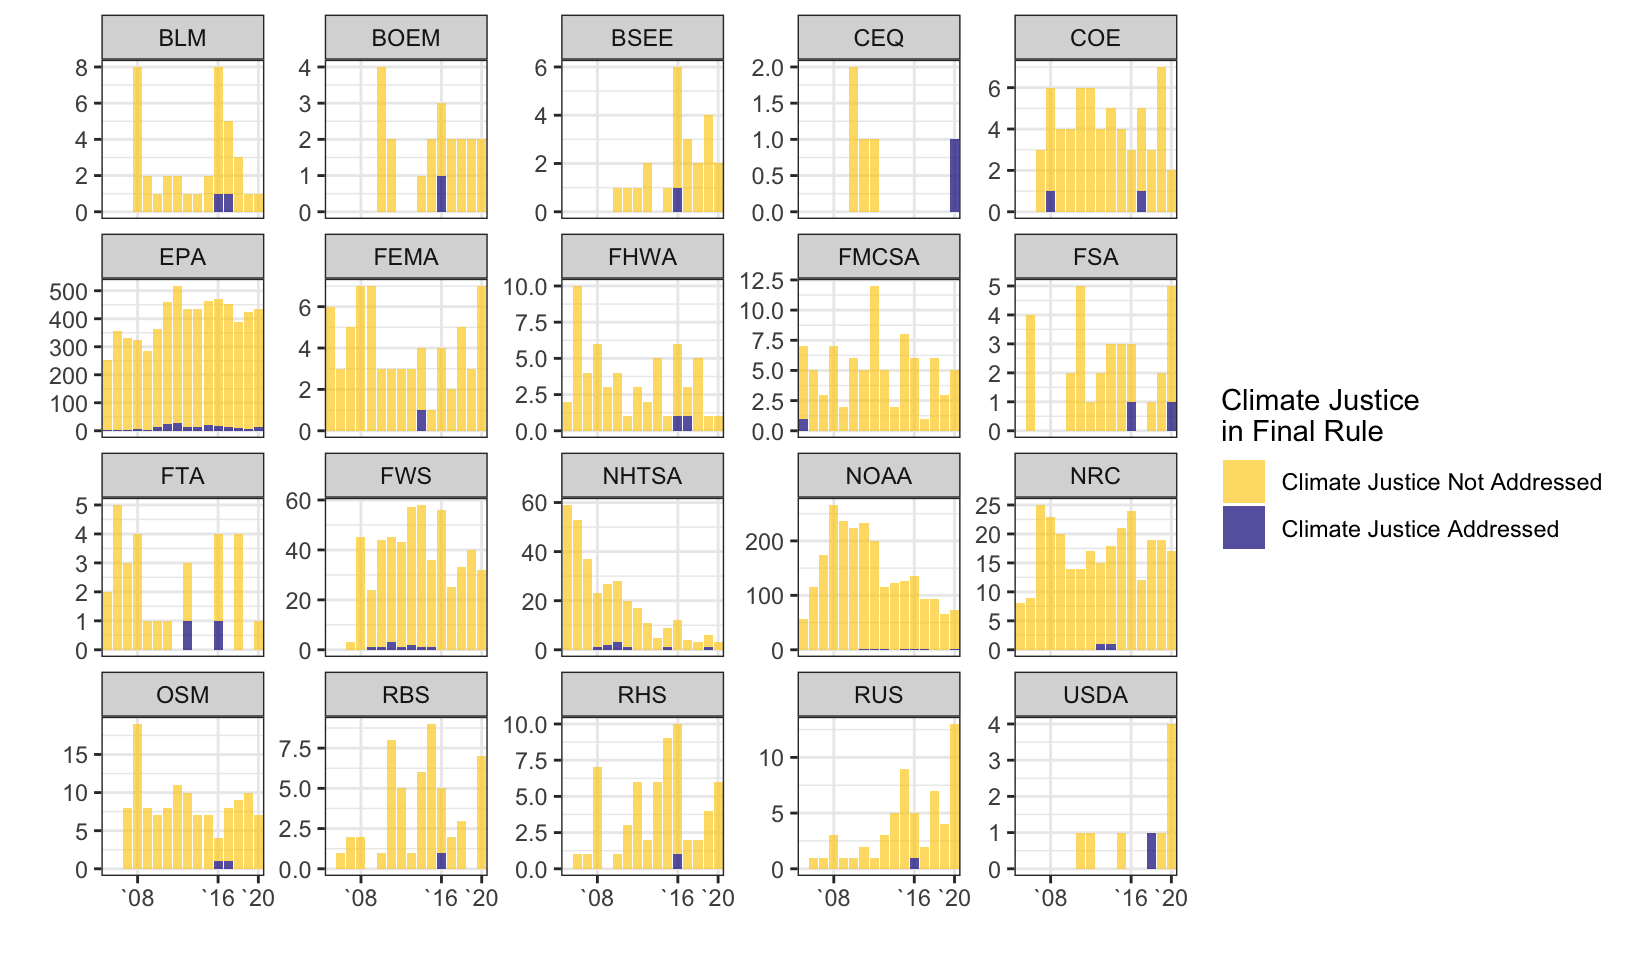 BLM BOEM BSEE CEQ COE
8 6 4 2 0
4 3 2 1 0
6 4 2 0
2.0 1.5 1.0 0.5 0.0
6 4 2 0
EPA FEMA FHWA FMCSA FSA
500 400 300 200 100 0
6 4 2 0
10.0 7.5 5.0 2.5 0.0
12.5 10.0 7.5 5.0 2.5 0.0
5 4 3 2 1 0
FTA FWS NHTSA NOAA NRC
5 4 3 2 1 0
60 40 20 0
60 40 20 0
200 100 0
25 20 15 10 5 0
OSM RBS RHS RUS USDA
15 10 5 0
7.5 5.0 2.5 0.0
10.0 7.5 5.0 2.5 0.0
10 5 0
4 3 2 1 0
`08 `16 `20 `08 `16 `20 `08 `16 `20 `08 `16 `20 `08 `16 `20
Climate Justice
in Final Rule
Climate Justice Not Addressed
Climate Justice Addressed